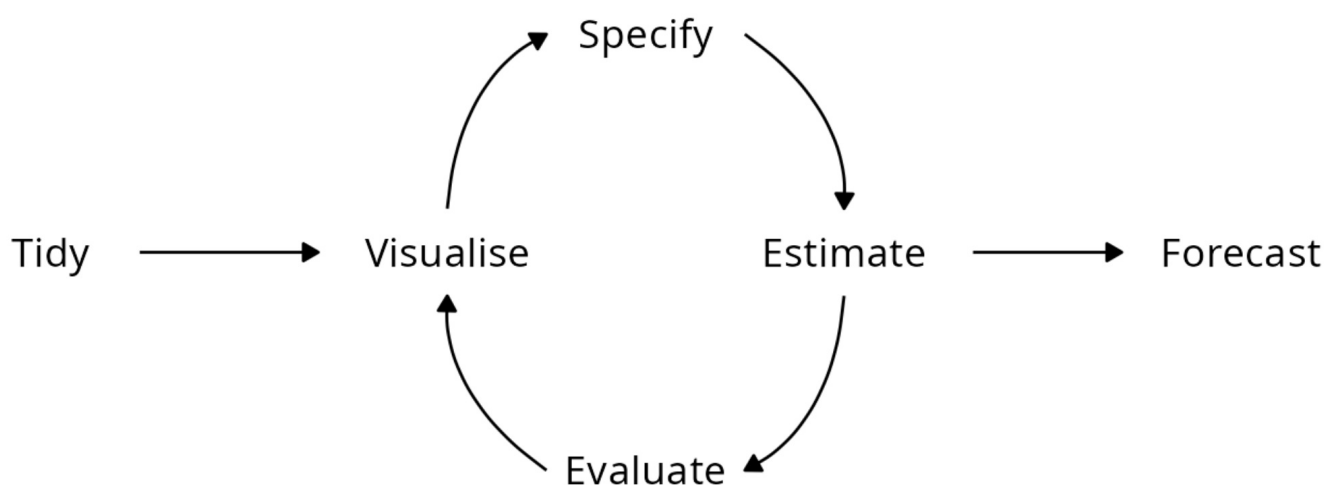 Specify
Tidy
Visualise
Estimate
Forecast
Evaluate